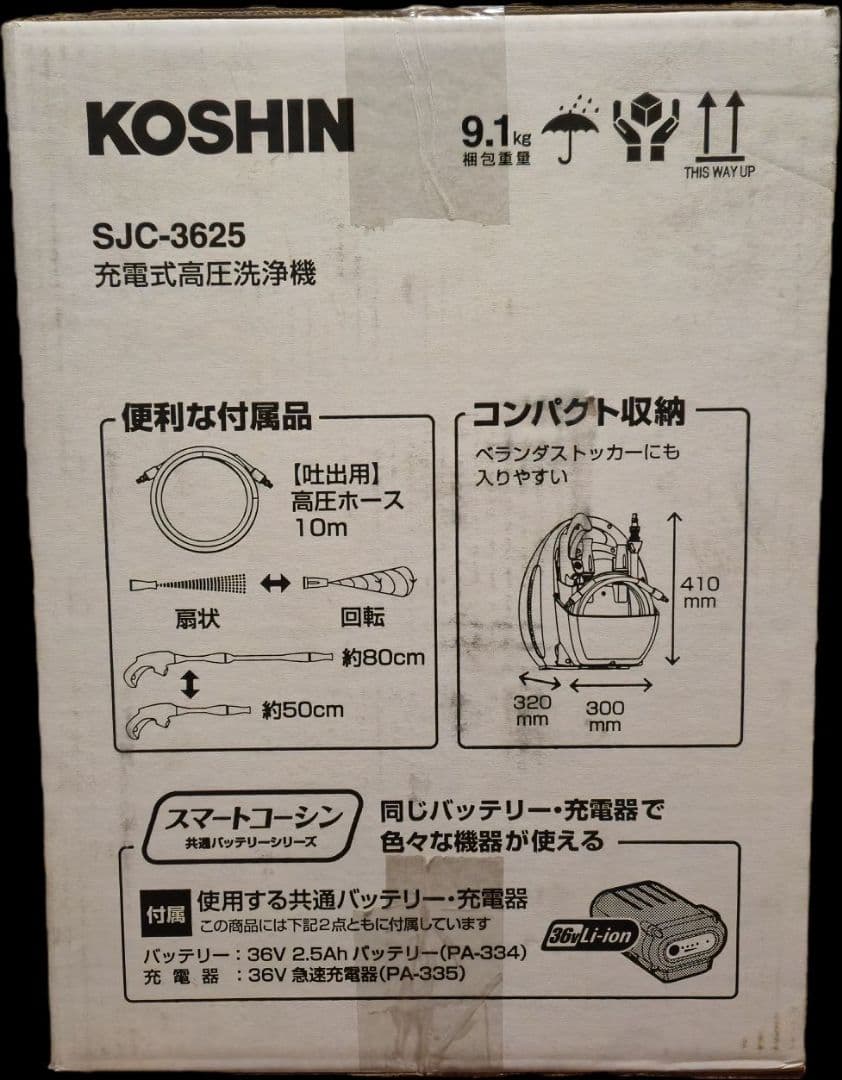 KOSHIN
9.1kg
梱包重量
THIS WAY UP
SJC-3625
充電式高圧洗浄機
便利な付属品
【吐出用】
高圧ホース
10m
扇状
回転
約80cm
約50cm
コンパクト収納
ベランダストッカーにも
入りやすい
410
mm
320
mm
300
mm
スマートコーシン
共通バッテリーシリーズ
同じバッテリー・充電器で
色々な機器が使える
付属
使用する共通バッテリー・充電器
この商品には下記2点ともに付属しています
バッテリー：36V 2.5Ah バッテリー(PA-334)
充電器：36V 急速充電器(PA-335)
36V Li-ion